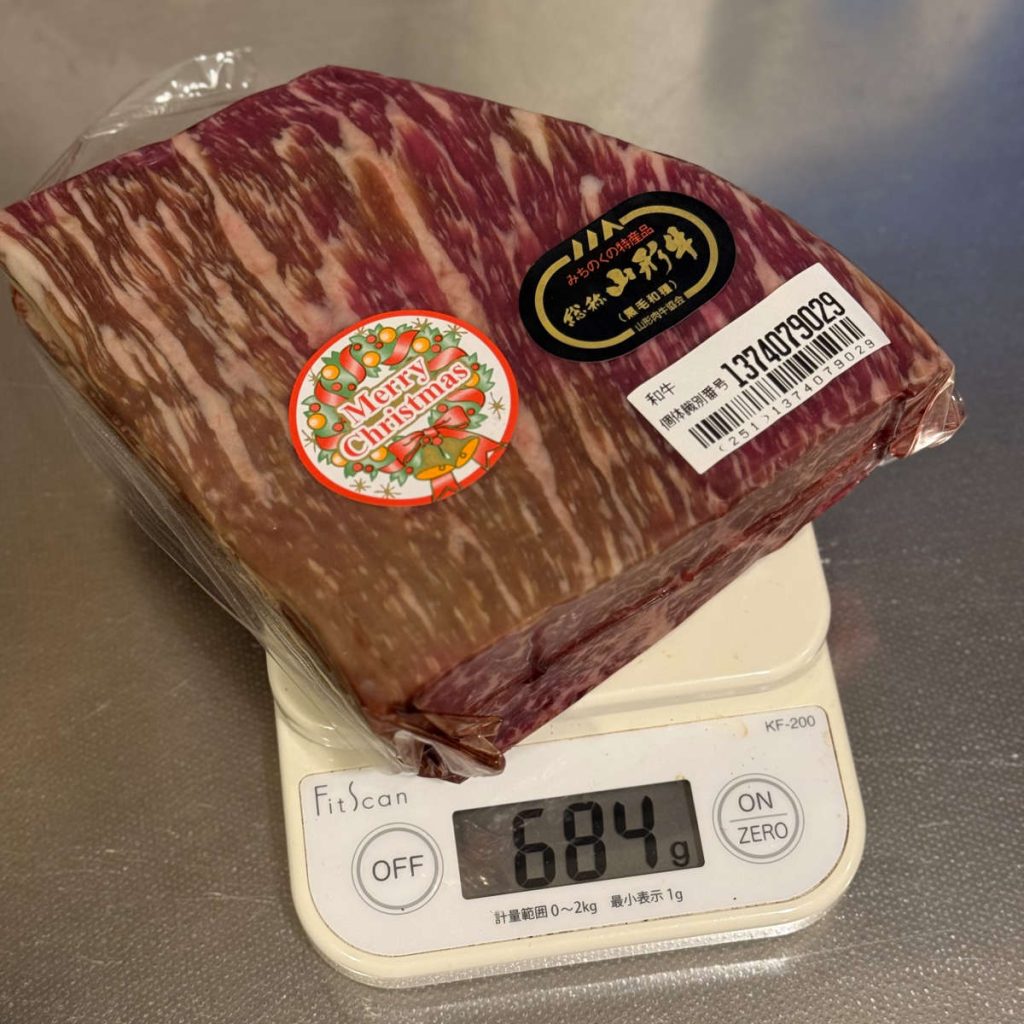 みちのくの特産品
総称 山形牛
(黒毛和種)
山形肉牛協会
Merry
Christmas
和牛
個体識別番号 1374079029
(251)1374079029
KF-200
FitScan
OFF
684g
ON
ZERO
計量範囲 0～2kg 最小表示 1g